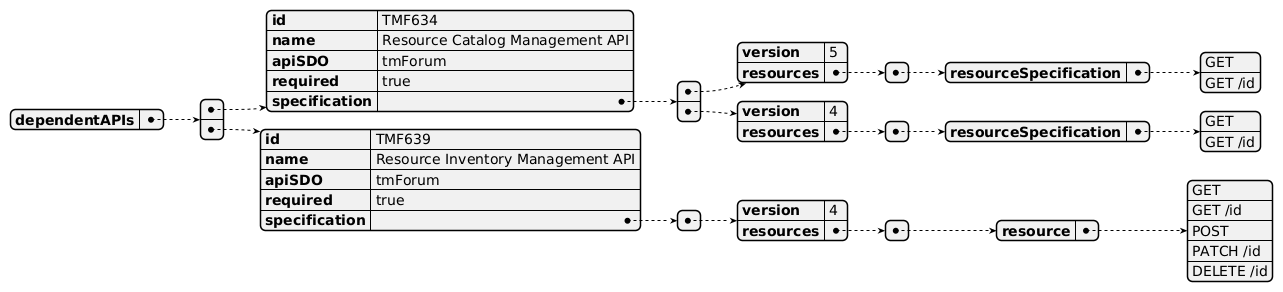 dependentAPIs
id TMF634
name Resource Catalog Management API
apiSDO tmForum
required true
specification
version 5
resources
resourceSpecification
GET
GET /id
version 4
resources
resourceSpecification
GET
GET /id
id TMF639
name Resource Inventory Management API
apiSDO tmForum
required true
specification
version 4
resources
resource
GET
GET /id
POST
PATCH /id
DELETE /id